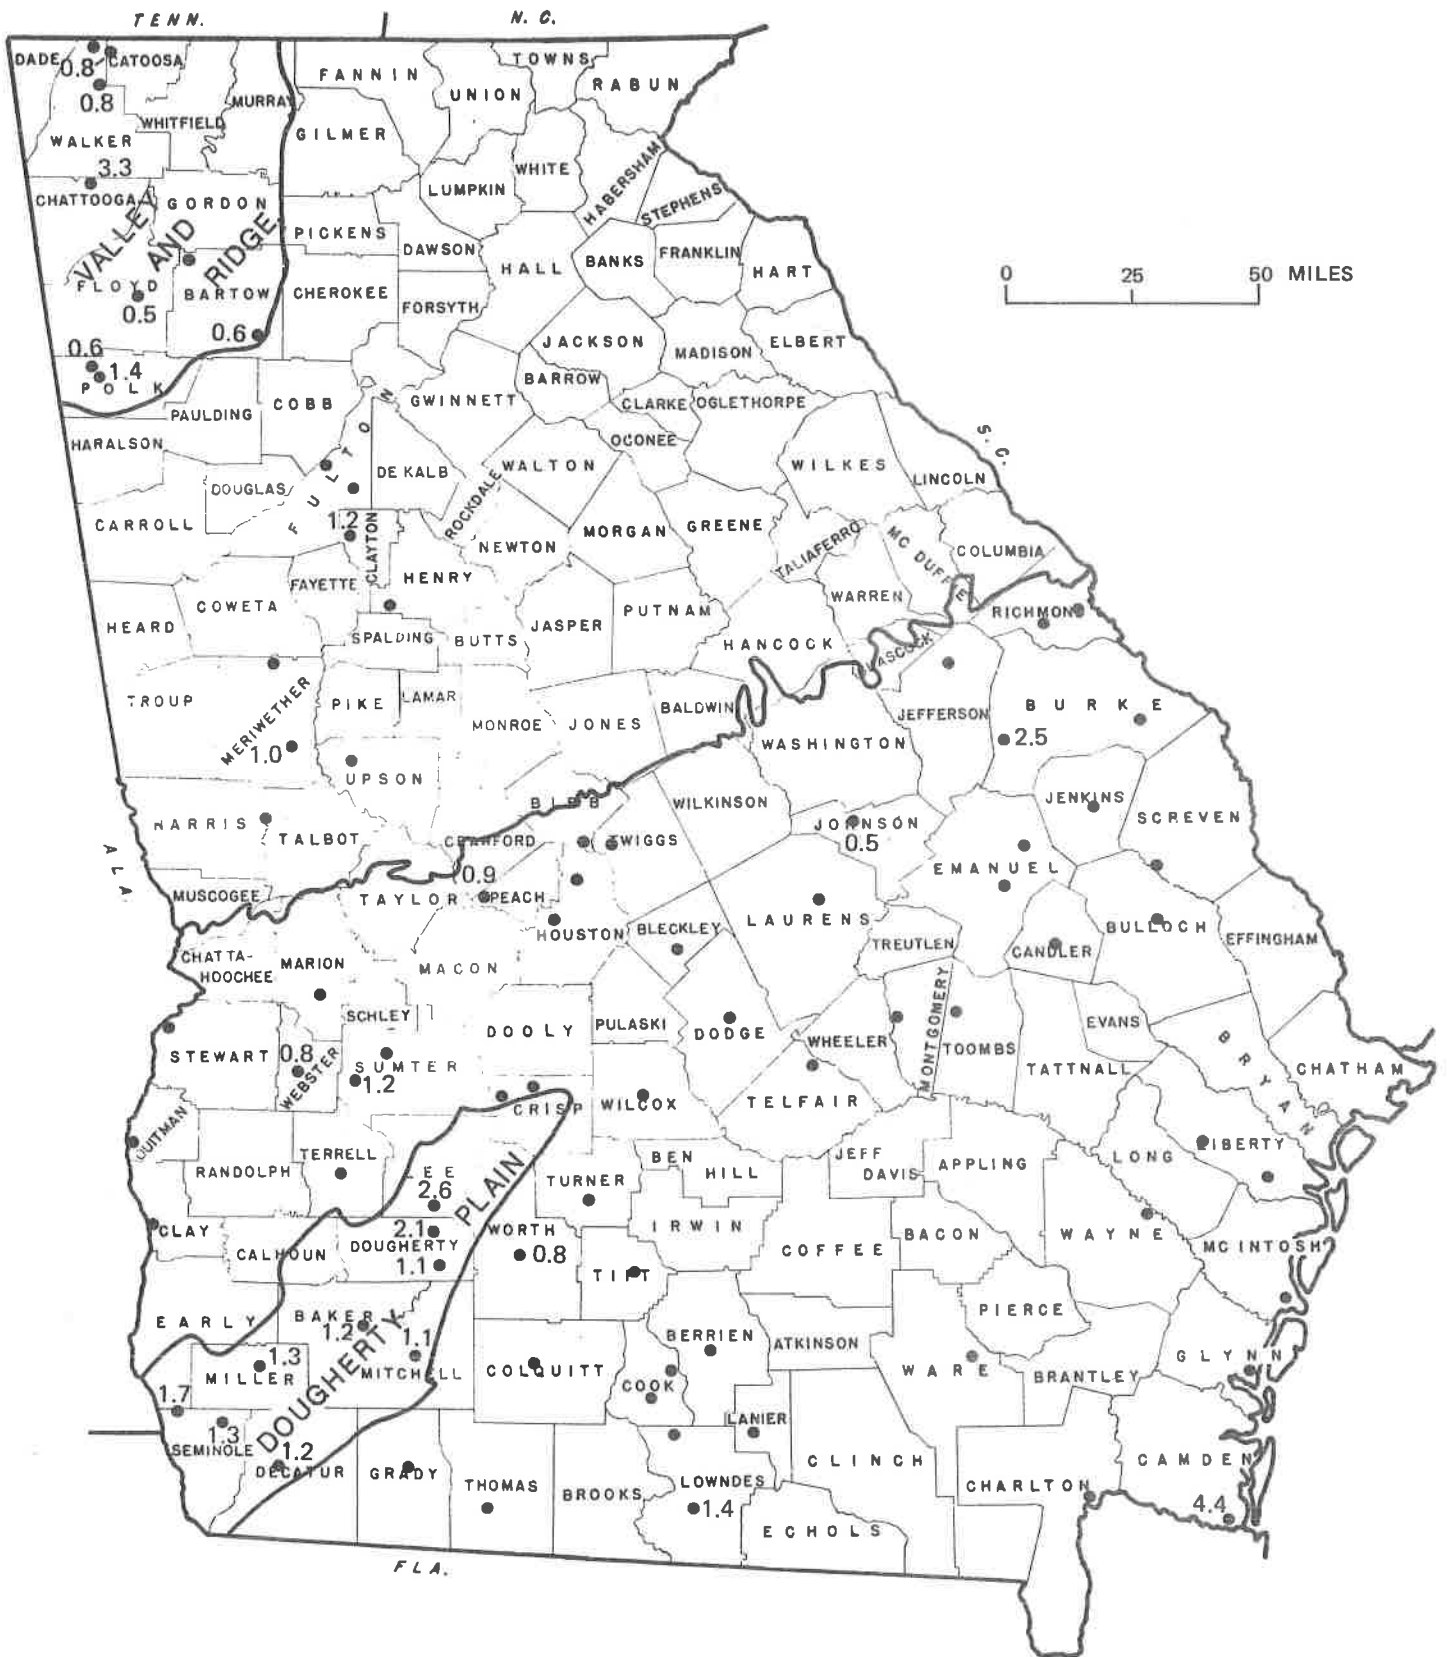 TENN.
N. C.
DADE
CATOOSA
0.8
0.8
FANNIN
TOWNS
UNION
RABUN
MURRAY
WHITFIELD
WALKER
GILMER
3.3
WHITE
HABERSHAM
LUMPKIN
STEPHENS
CHATTOOGA
GORDON
VALLEY
AND
RIDGE
PICKENS
DAWSON
HALL
BANKS
FRANKLIN
HART
0 25 50 MILES
FLOYD
BARTOW
CHEROKEE
FORSYTH
0.5
0.6
JACKSON
MADISON
ELBERT
0.6
1.4
POLK
BARROW
COBB
GWINNETT
CLARKE
OGLETHORPE
PAULDING
HARALSON
OCONEE
S. C.
FULTON
DE KALB
WALTON
WILKES
LINCOLN
DOUGLAS
ROCKDALE
CARROLL
1.2
CLAYTON
NEWTON
MORGAN
GREENE
TALIAFERRO
MC DUFFIE
COLUMBIA
FAYETTE
HENRY
WARREN
COWETA
HEARD
SPALDING
BUTTS
JASPER
PUTNAM
HANCOCK
RICHMON
LASCOCK
TROUP
MERIWETHER
1.0
PIKE
LAMAR
MONROE
JONES
BALDWIN
WASHINGTON
JEFFERSON
BURKE
2.5
UPSON
BIBB
WILKINSON
JENKINS
SCREVEN
HARRIS
TALBOT
CRAWFORD
TWIGGS
JOHNSON
0.5
ALA.
EMANUEL
MUSCOGEE
0.9
TAYLOR
PEACH
HOUSTON
BLECKLEY
LAURENS
TREUTLEN
CANDLER
BULLOCH
EFFINGHAM
CHATTA-
HOOCHEE
MARION
MACON
SCHLEY
DOOLY
PULASKI
DODGE
WHEELER
MONTGOMERY
TOOMBS
EVANS
TATTNALL
BRYAN
CHATHAM
STEWART
0.8
WEBSTER
SUMTER
1.2
CRISP
WILCOX
TELFAIR
QUITMAN
RANDOLPH
TERRELL
LEE
2.6
PLAIN
TURNER
BEN HILL
JEFF
DAVIS
APPLING
LONG
LIBERTY
CLAY
CALHOUN
2.1
DOUGHERTY
1.1
WORTH
0.8
TIFT
IRWIN
COFFEE
BACON
WAYNE
MC INTOSH
EARLY
BAKER
1.2
1.1
MITCHELL
DOUGHERTY
COLQUITT
BERRIEN
ATKINSON
PIERCE
WARE
BRANTLEY
GLYNN
MILLER
1.3
1.7
1.3
SEMINOLE
1.2
DECATUR
GRADY
THOMAS
BROOKS
COOK
LANIER
LOWNDES
1.4
CLINCH
ECHOLS
CHARLTON
CAMDEN
4.4
FLA.